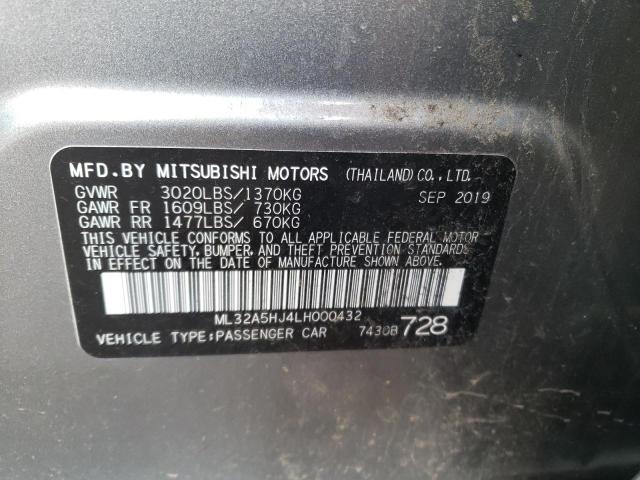 MFD.BY MITSUBISHI MOTORS (THAILAND) CO., LTD.
GVWR 3020LBS/1370KG SEP 2019
GAWR FR 1609LBS/ 730KG
GAWR RR 1477LBS/ 670KG
THIS VEHICLE CONFORMS TO ALL APPLICABLE FEDERAL MOTOR
VEHICLE SAFETY, BUMPER, AND THEFT PREVENTION STANDARDS
IN EFFECT ON THE DATE OF MANUFACTURE SHOWN ABOVE.
ML32A5HJ4LH000432
VEHICLE TYPE:PASSENGER CAR 7430B 728